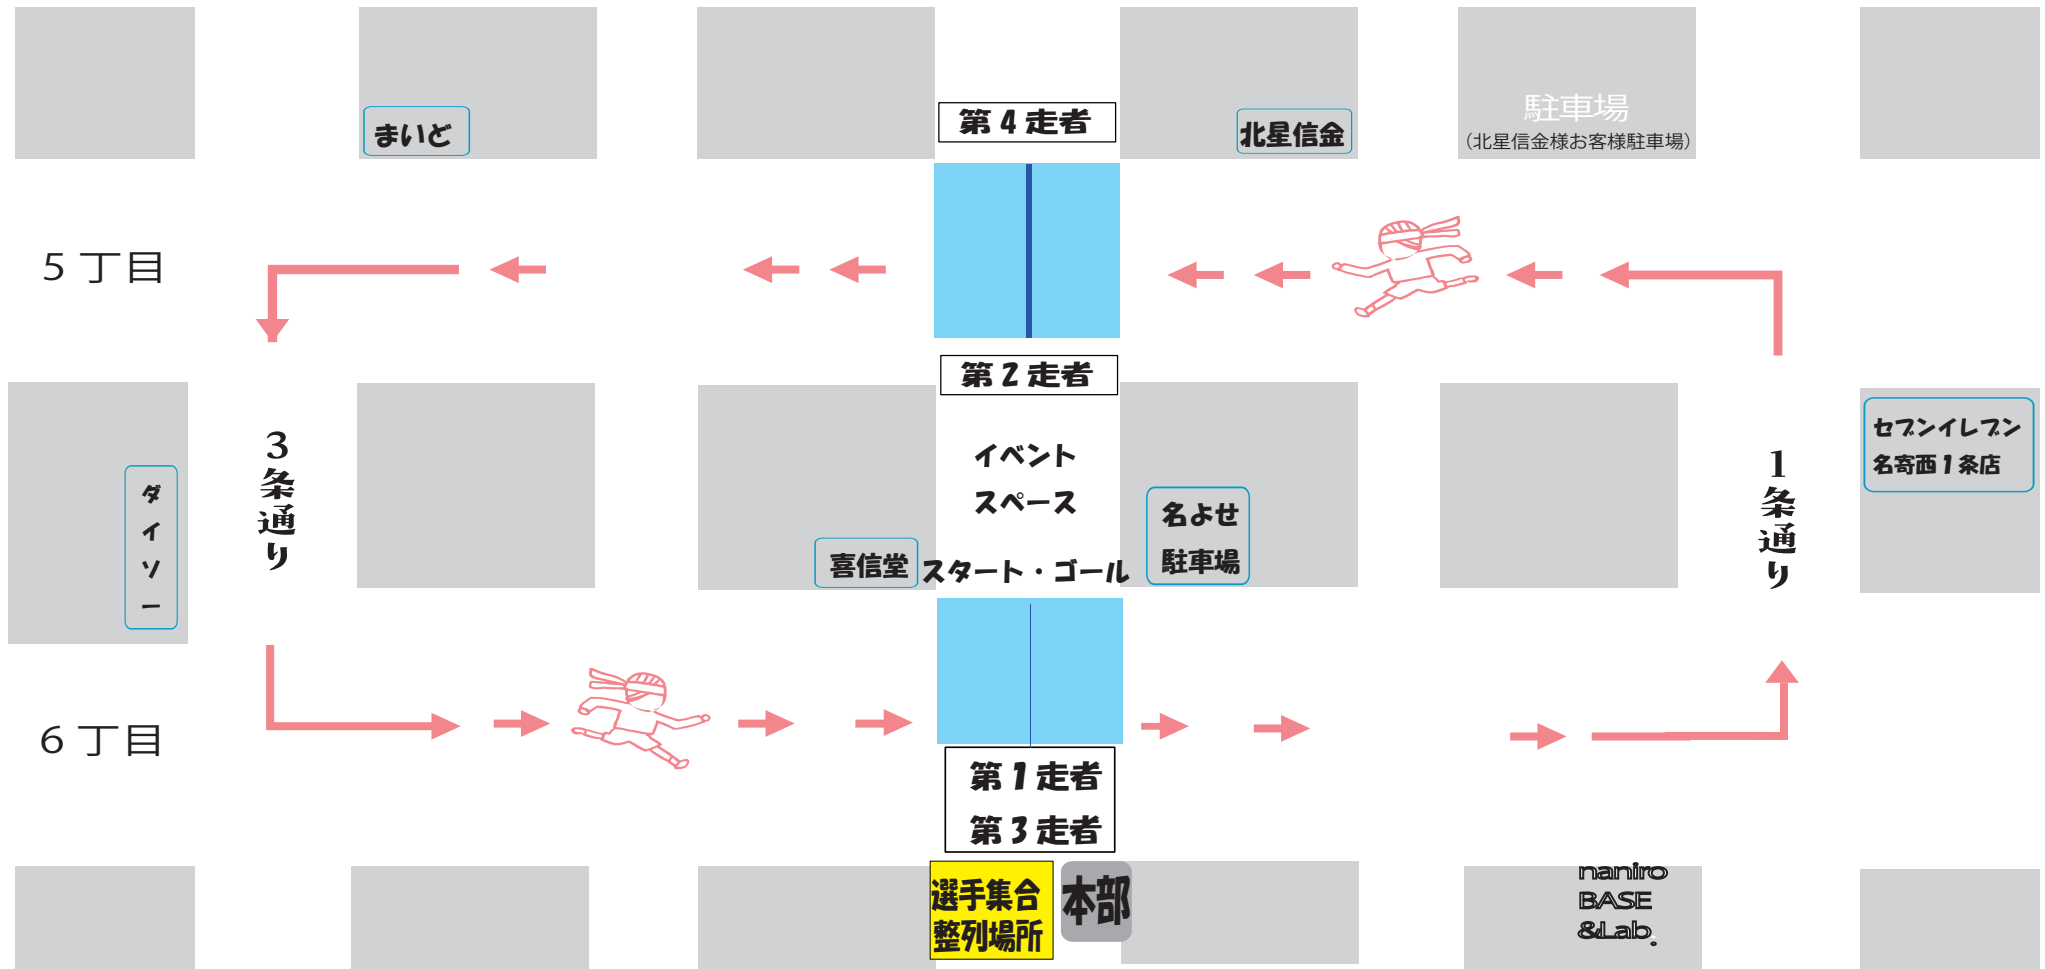 第4走者
まいど
北星信金
駐車場
（北星信金様お客様駐車場）
5丁目
第2走者
3条通り
イベント
スペース
1条通り
セブンイレブン
名寄西1条店
ダイソー
名よせ
駐車場
喜信堂
スタート・ゴール
6丁目
第1走者
第3走者
選手集合
整列場所
本部
naniro
BASE
&Lab.